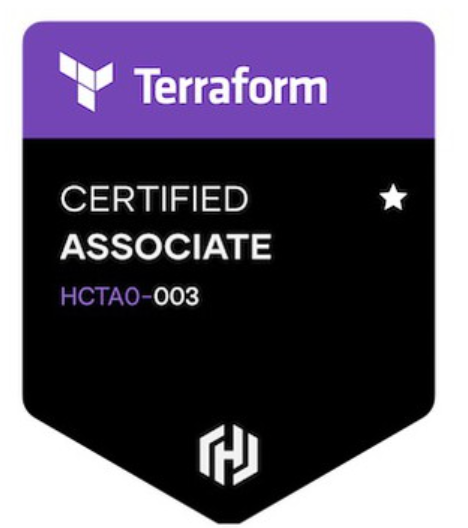 Terraform
CERTIFIED
ASSOCIATE
HCTA0-003